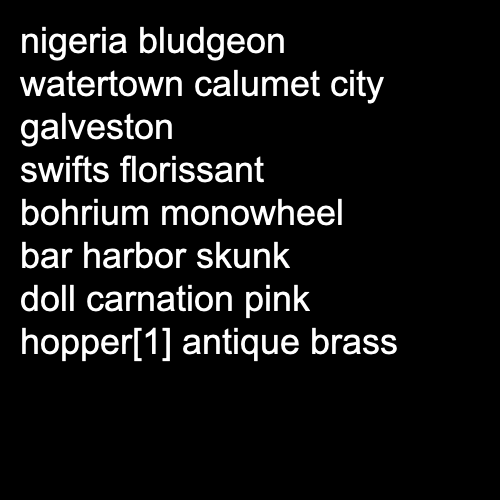 nigeria bludgeon
watertown calumet city
galveston
swifts florissant
bohrium monowheel
bar harbor skunk
doll carnation pink
hopper[1] antique brass